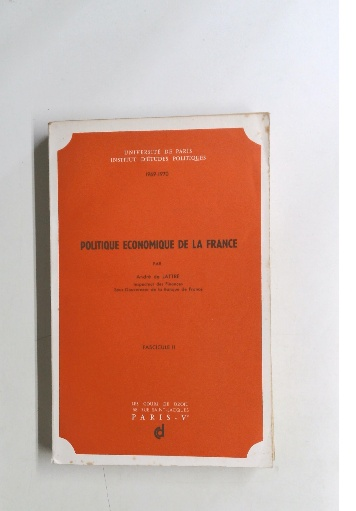 UNIVERSITÉ DE PARIS
INSTITUT D'ÉTUDES POLITIQUES
1969-1970
POLITIQUE ECONOMIQUE DE LA FRANCE
PAR
André de LATTRE
Inspecteur des Finances
Sous-Gouverneur de la Banque de France
FASCICULE II
LES COURS DE DROIT
158, RUE SAINT-JACQUES
PARIS-Vᵉ
cd